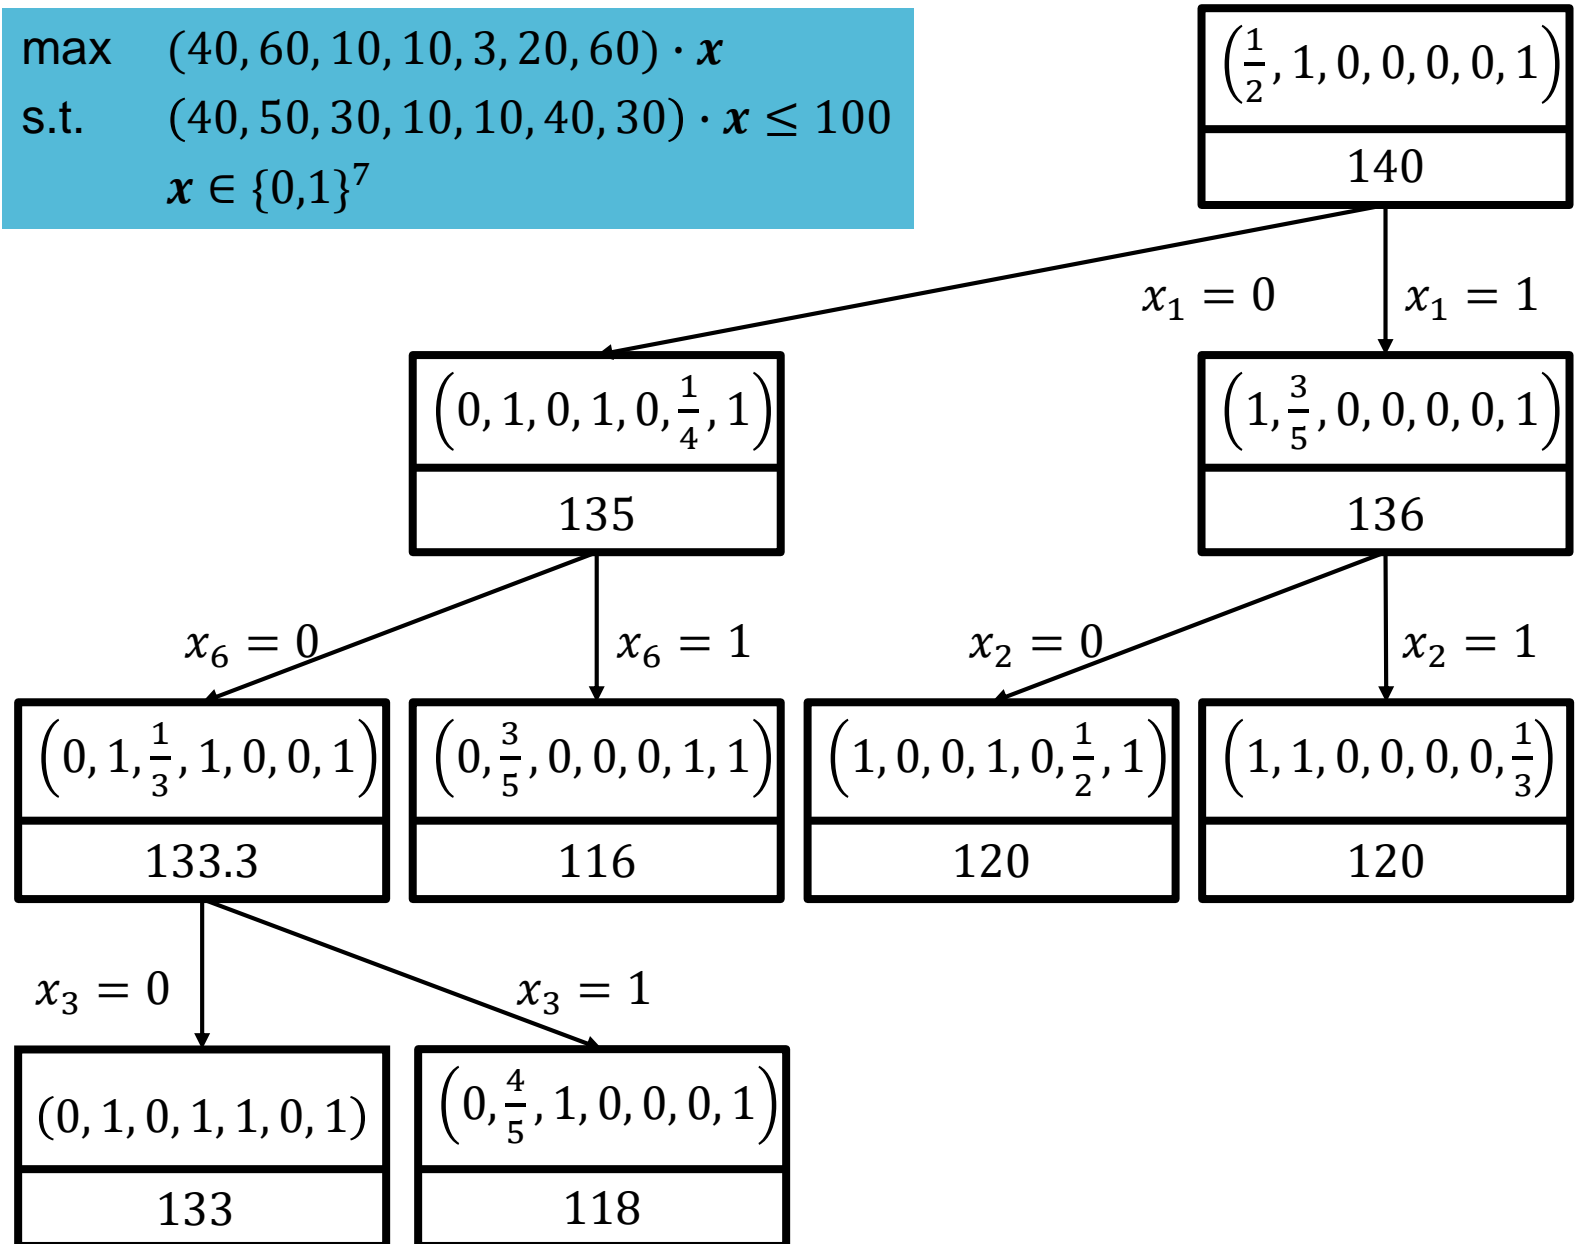 max (40, 60, 10, 10, 3, 20, 60) · x
s.t. (40, 50, 30, 10, 10, 40, 30) · x ≤ 100
x ∈ {0,1}⁷
(1/2, 1, 0, 0, 0, 0, 1)
140
x₁ = 0
x₁ = 1
(0, 1, 0, 1, 0, 1/4, 1)
135
(1, 3/5, 0, 0, 0, 0, 1)
136
x₆ = 0
x₆ = 1
x₂ = 0
x₂ = 1
(0, 1, 1/3, 1, 0, 0, 1)
133.3
(0, 3/5, 0, 0, 0, 1, 1)
116
(1, 0, 0, 1, 0, 1/2, 1)
120
(1, 1, 0, 0, 0, 0, 1/3)
120
x₃ = 0
x₃ = 1
(0, 1, 0, 1, 1, 0, 1)
133
(0, 4/5, 1, 0, 0, 0, 1)
118